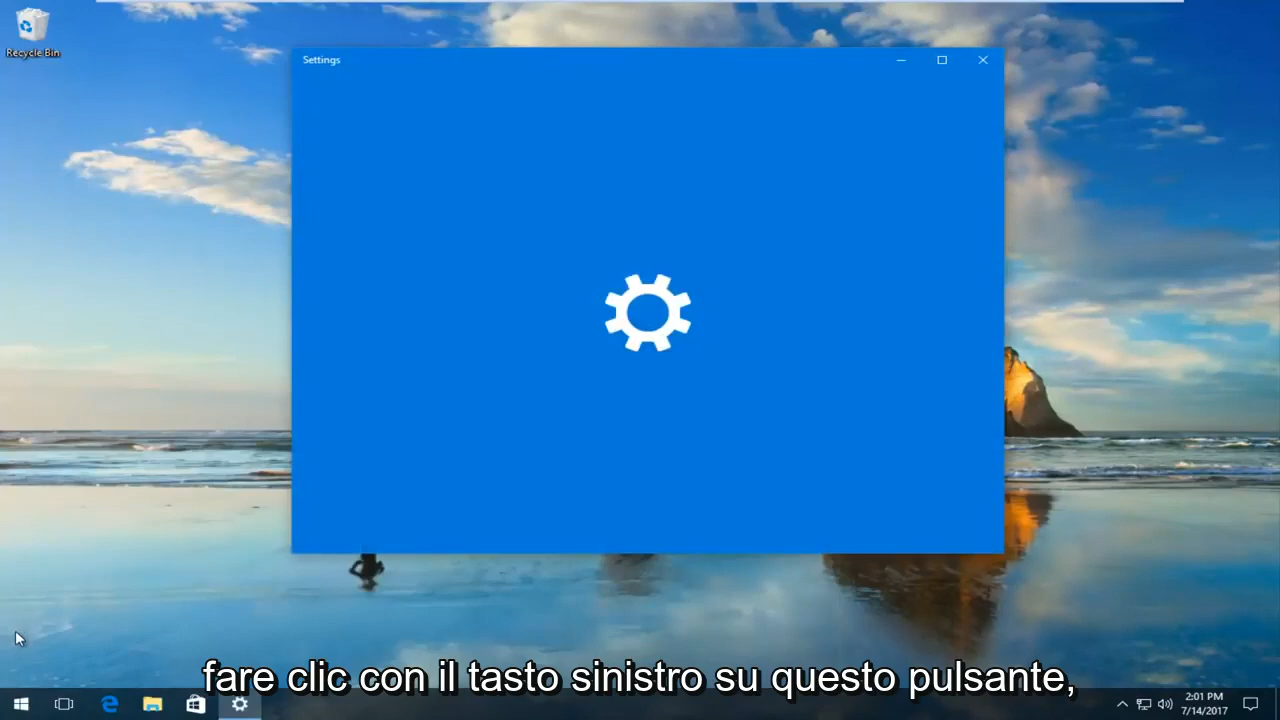 Recycle Bin
Settings
fare clic con il tasto sinistro su questo pulsante,
2:01 PM
7/14/2017